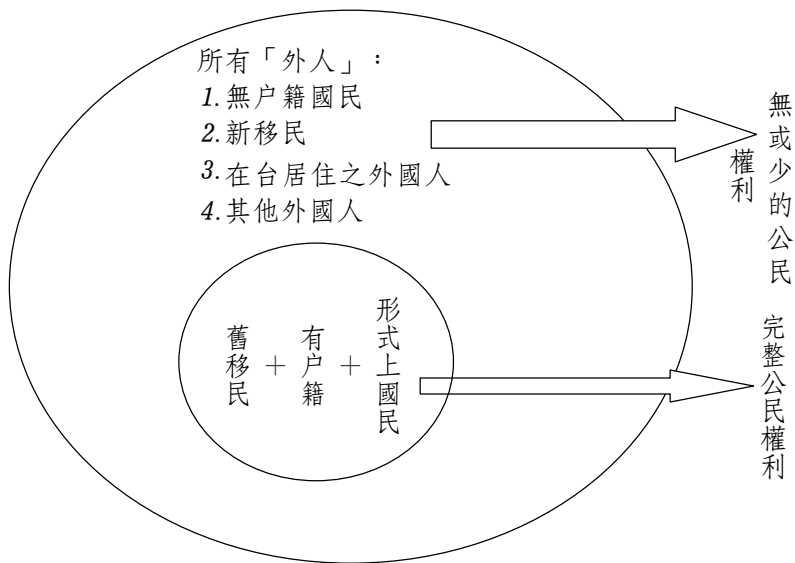 所有「外人」：
1.無户籍國民
2.新移民
3.在台居住之外國人
4.其他外國人
無或少的公民
權利
舊移民
＋
有户籍
＋
形式上國民
完整公民權利